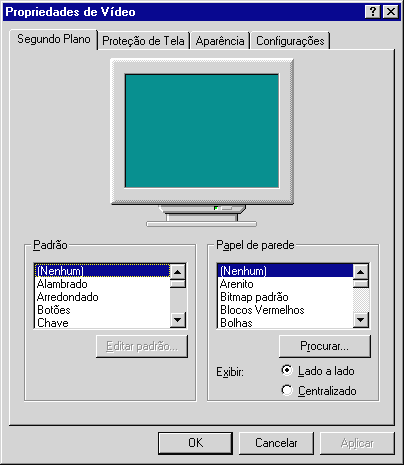 Propriedades de Vídeo
Segundo Plano Proteção de Tela Aparência Configurações
Padrão
(Nenhum)
Alambrado
Arredondado
Botões
Chave
Editar padrão...
Papel de parede
(Nenhum)
Arenito
Bitmap padrão
Blocos Vermelhos
Bolhas
Procurar...
Exibir: Lado a lado
Centralizado
OK Cancelar Aplicar